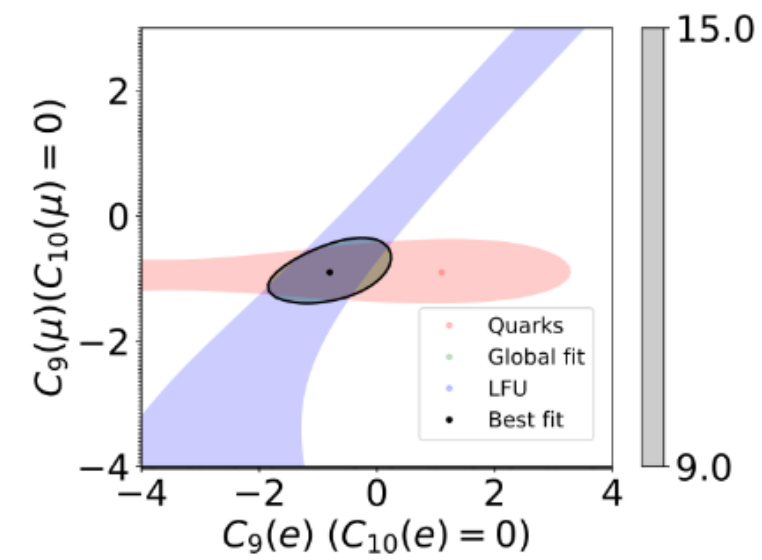 15.0
2
0
−2
−4
C₉(μ)(C₁₀(μ) = 0)
Quarks
Global fit
LFU
Best fit
9.0
−4
−2
0
2
4
C₉(e) (C₁₀(e) = 0)